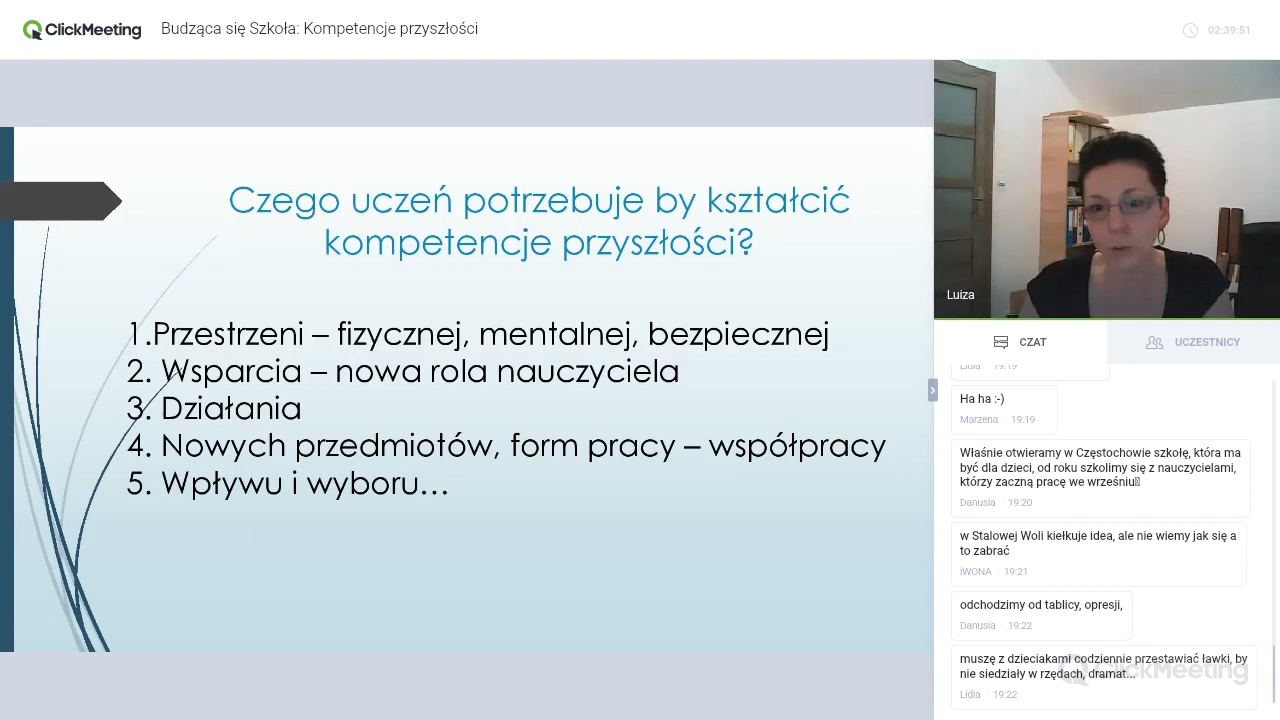 ClickMeeting
Budząca się Szkoła: Kompetencje przyszłości
02:39:51
Czego uczeń potrzebuje by kształcić
kompetencje przyszłości?
1.Przestrzeni – fizycznej, mentalnej, bezpiecznej
2. Wsparcia – nowa rola nauczyciela
3. Działania
4. Nowych przedmiotów, form pracy – współpracy
5. Wpływu i wyboru...
Luiza
CZAT
UCZESTNICY
Lidia · 19:19
Ha ha :-)
Marzena · 19:19
Właśnie otwieramy w Częstochowie szkołę, która ma
być dla dzieci, od roku szkolimy się z nauczycielami,
którzy zaczną pracę we wrześniu
Danusia · 19:20
w Stalowej Woli kiełkuje idea, ale nie wiemy jak się a
to zabrać
iWONA · 19:21
odchodzimy od tablicy, opresji,
Danusia · 19:22
muszę z dzieciakami codziennie przestawiać ławki, by
nie siedziały w rzędach, dramat...
Lidia · 19:22
ClickMeeting